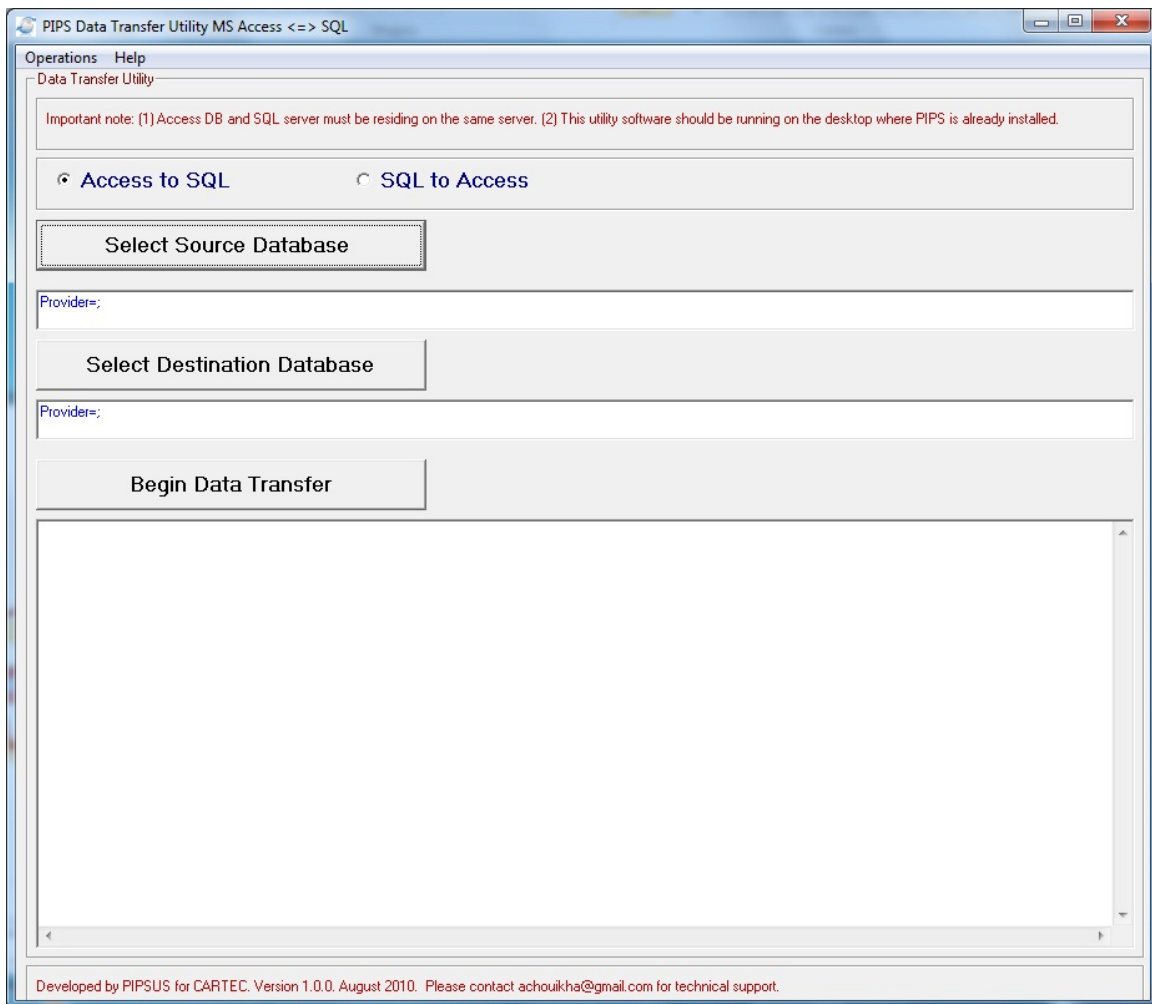 PIPS Data Transfer Utility MS Access <=> SQL
Operations Help
Data Transfer Utility
Important note: (1) Access DB and SQL server must be residing on the same server. (2) This utility software should be running on the desktop where PIPS is already installed.
Access to SQL SQL to Access
Select Source Database
Provider=;
Select Destination Database
Provider=;
Begin Data Transfer
Developed by PIPSUS for CARTEC. Version 1.0.0. August 2010. Please contact achouikha@gmail.com for technical support.